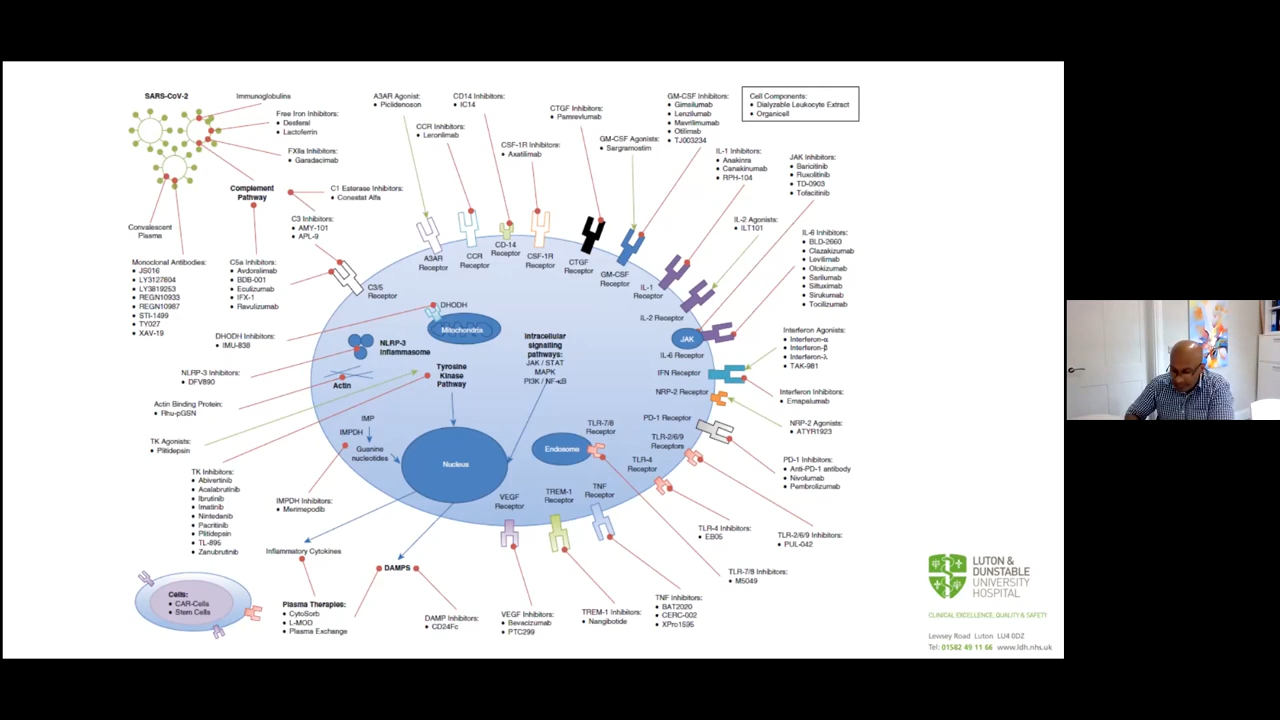 SARS-CoV-2
Immunoglobulins
Free Iron Inhibitors:
• Desferal
• Lactoferrin
FXIIa Inhibitors:
• Garadacimab
Complement
Pathway
C1 Esterase Inhibitors:
• Conestat Alfa
C3 Inhibitors:
• AMY-101
• APL-9
Convalescent
Plasma
Monoclonal Antibodies:
• JS016
• LY3127804
• LY3819253
• REGN10933
• REGN10987
• STI-1499
• TY027
• XAV-19
C5a Inhibitors:
• Avdoralimab
• BDB-001
• Eculizumab
• IFX-1
• Ravulizumab
A3AR Agonist:
• Piclidenoson
CCR Inhibitors:
• Leronlimab
CD14 Inhibitors:
• IC14
CSF-1R Inhibitors:
• Axatilimab
CTGF Inhibitors:
• Pamrevlumab
GM-CSF Agonists:
• Sargramostim
GM-CSF Inhibitors:
• Gimsilumab
• Lenzilumab
• Mavrilimumab
• Otilimab
• TJ003234
Cell Components:
• Dialyzable Leukocyte Extract
• Organicell
IL-1 Inhibitors:
• Anakinra
• Canakinumab
• RPH-104
JAK Inhibitors:
• Baricitinib
• Ruxolitinib
• TD-0903
• Tofacitinib
IL-2 Agonists:
• ILT101
IL-6 Inhibitors:
• BLD-2660
• Clazakizumab
• Levilimab
• Olokizumab
• Sarilumab
• Siltuximab
• Sirukumab
• Tocilizumab
A3AR
Receptor
CCR
Receptor
CD-14
Receptor
CSF-1R
Receptor
CTGF
Receptor
GM-CSF
Receptor
IL-1
Receptor
IL-2 Receptor
C3/5
Receptor
JAK
IL-6 Receptor
IFN Receptor
NRP-2 Receptor
PD-1 Receptor
TLR-2/6/9
Receptors
TLR-4
Receptor
TLR-7/8
Receptor
Endosome
TNF
Receptor
TREM-1
Receptor
VEGF
Receptor
DHODH
Mitochondria
NLRP-3
Inflammasome
Actin
Tyrosine
Kinase
Pathway
Intracellular
signalling
pathways:
JAK / STAT
MAPK
PI3K / NF-κB
IMP
IMPDH
Guanine
nucleotides
Nucleus
DHODH Inhibitors:
• IMU-838
NLRP-3 Inhibitors:
• DFV890
Actin Binding Protein:
• Rhu-pGSN
TK Agonists:
• Plitidepsin
TK Inhibitors:
• Abivertinib
• Acalabrutinib
• Ibrutinib
• Imatinib
• Nintedanib
• Pacritinib
• Plitidepsin
• TL-895
• Zanubrutinib
IMPDH Inhibitors:
• Merimepodib
Inflammatory Cytokines
DAMPS
Cells:
• CAR-Cells
• Stem Cells
Plasma Therapies:
• CytoSorb
• L-MOD
• Plasma Exchange
DAMP Inhibitors:
• CD24Fc
VEGF Inhibitors:
• Bevacizumab
• PTC299
TREM-1 Inhibitors:
• Nangibotide
TNF Inhibitors:
• BAT2020
• CERC-002
• XPro1595
TLR-7/8 Inhibitors:
• M5049
TLR-4 Inhibitors:
• EB05
TLR-2/6/9 Inhibitors:
• PUL-042
PD-1 Inhibitors:
• Anti-PD-1 antibody
• Nivolumab
• Pembrolizumab
NRP-2 Agonists:
• ATYR1923
Interferon Inhibitors:
• Emapalumab
Interferon Agonists:
• Interferon-α
• Interferon-β
• Interferon-λ
• TAK-981
LUTON &
DUNSTABLE
UNIVERSITY
HOSPITAL
CLINICAL EXCELLENCE, QUALITY & SAFETY
Lewsey Road Luton LU4 0DZ
Tel: 01582 49 11 66 www.ldh.nhs.uk